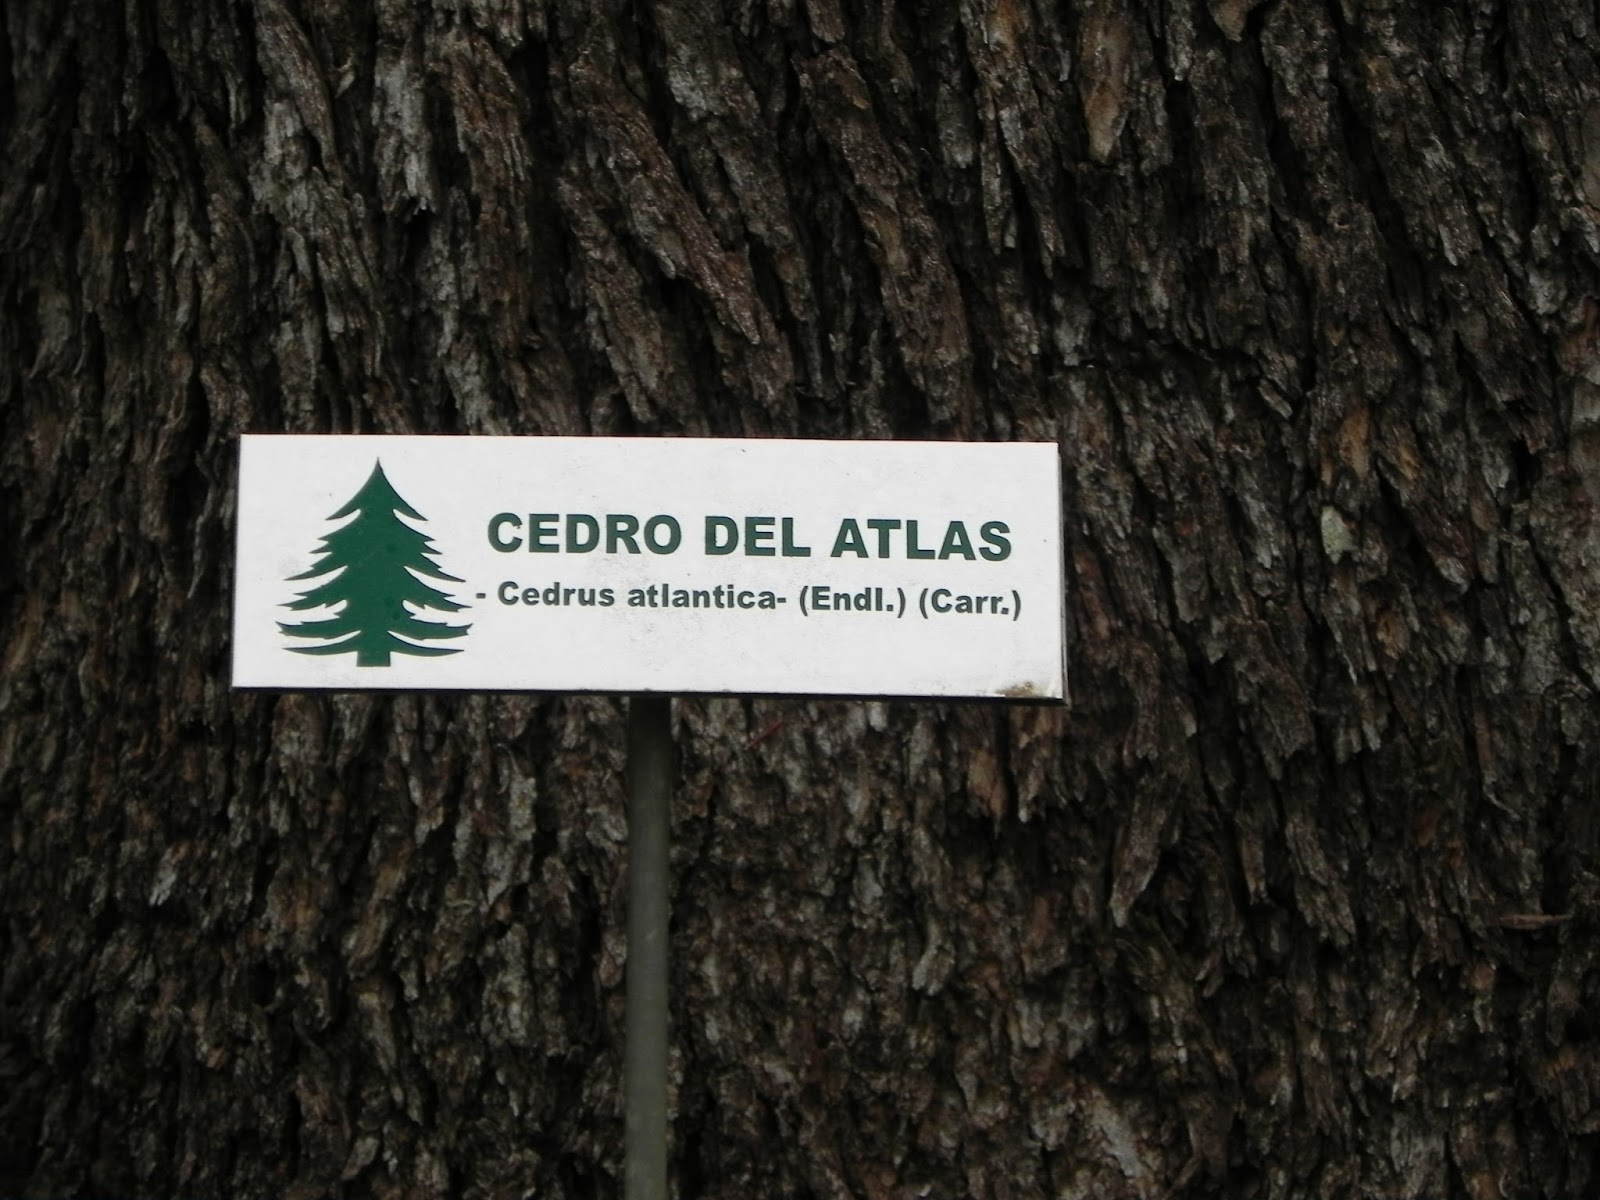 CEDRO DEL ATLAS
- Cedrus atlantica- (Endl.) (Carr.)